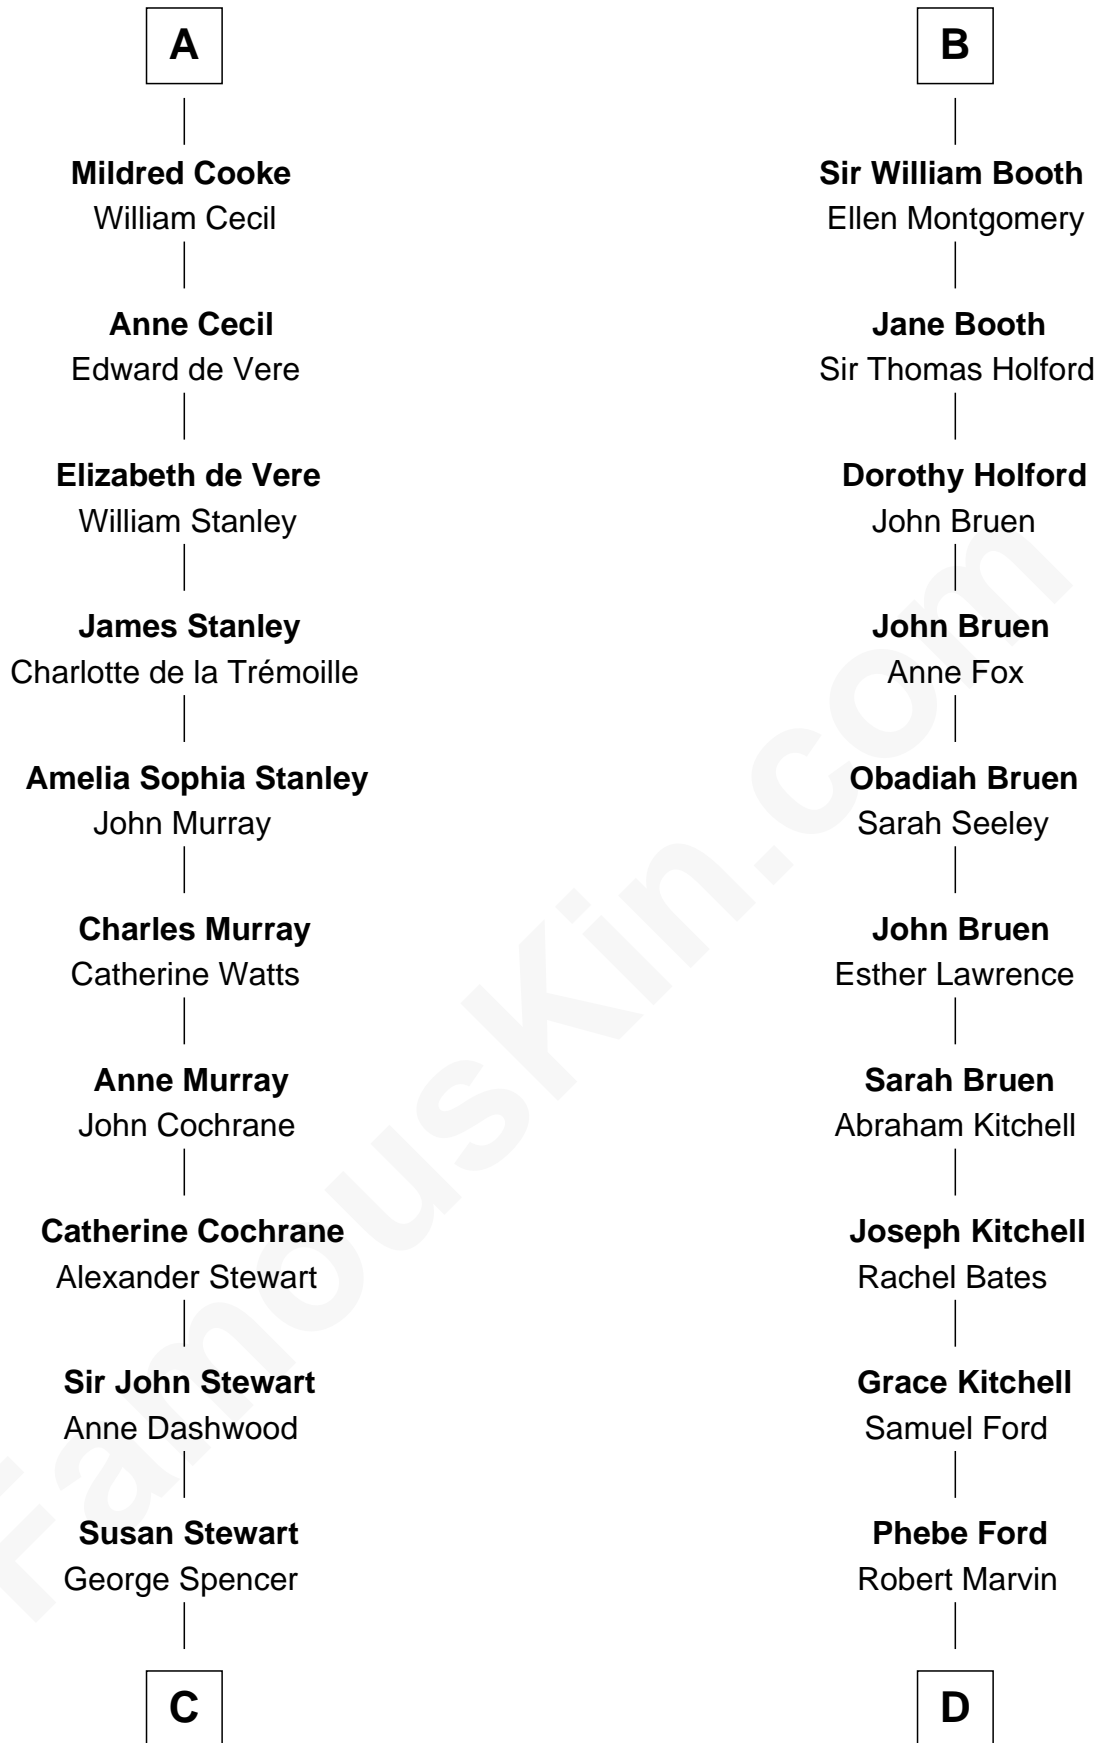 A
Mildred Cooke
William Cecil
Anne Cecil
Edward de Vere
Elizabeth de Vere
William Stanley
James Stanley
Charlotte de la Trémoille
Amelia Sophia Stanley
John Murray
Charles Murray
Catherine Watts
Anne Murray
John Cochrane
Catherine Cochrane
Alexander Stewart
Sir John Stewart
Anne Dashwood
Susan Stewart
George Spencer
C
B
Sir William Booth
Ellen Montgomery
Jane Booth
Sir Thomas Holford
Dorothy Holford
John Bruen
John Bruen
Anne Fox
Obadiah Bruen
Sarah Seeley
John Bruen
Esther Lawrence
Sarah Bruen
Abraham Kitchell
Joseph Kitchell
Rachel Bates
Grace Kitchell
Samuel Ford
Phebe Ford
Robert Marvin
D
FamousKin.com